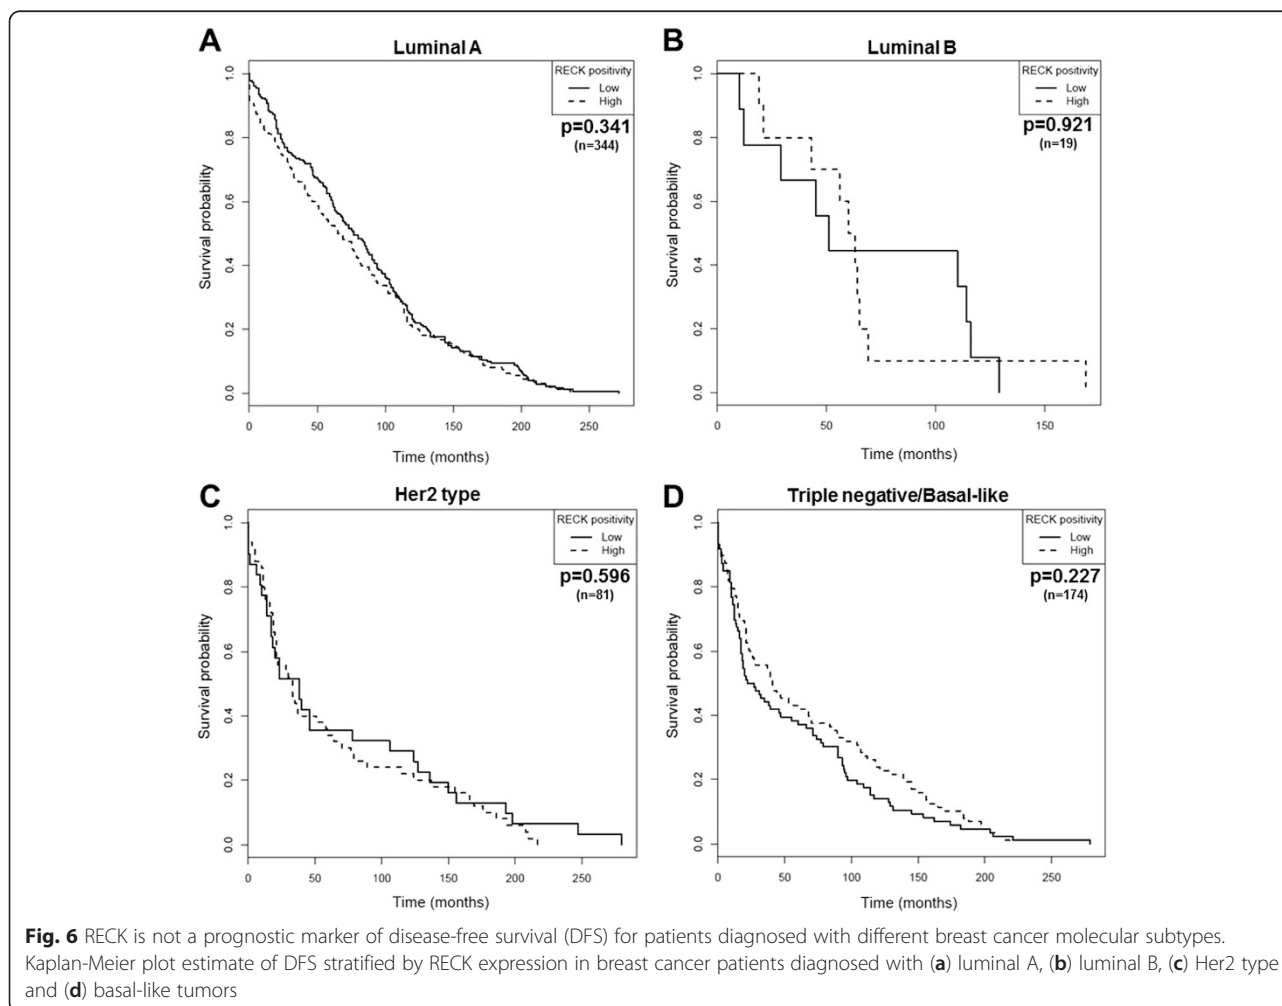 A
Luminal A
RECK positivity
Low
High
p=0.341
(n=344)
Survival probability
1.0
0.8
0.6
0.4
0.2
0.0
0 50 100 150 200 250
Time (months)
B
Luminal B
RECK positivity
Low
High
p=0.921
(n=19)
Survival probability
1.0
0.8
0.6
0.4
0.2
0.0
0 50 100 150
Time (months)
C
Her2 type
RECK positivity
Low
High
p=0.596
(n=81)
Survival probability
1.0
0.8
0.6
0.4
0.2
0.0
0 50 100 150 200 250
Time (months)
D
Triple negative/Basal-like
RECK positivity
Low
High
p=0.227
(n=174)
Survival probability
1.0
0.8
0.6
0.4
0.2
0.0
0 50 100 150 200 250
Time (months)
Fig. 6 RECK is not a prognostic marker of disease-free survival (DFS) for patients diagnosed with different breast cancer molecular subtypes.
Kaplan-Meier plot estimate of DFS stratified by RECK expression in breast cancer patients diagnosed with (a) luminal A, (b) luminal B, (c) Her2 type
and (d) basal-like tumors